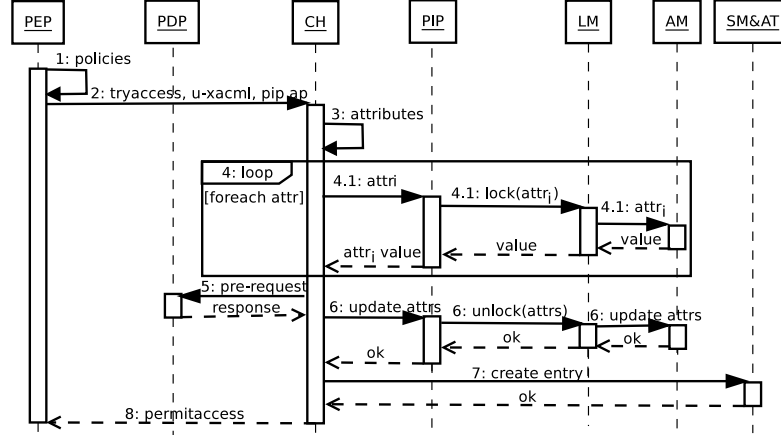 PEP PDP CH PIP LM AM SM&AT
1: policies
2: tryaccess, u-xacml, pip ap
3: attributes
4: loop
[foreach attr]
4.1: attri
4.1: lock(attri)
4.1: attri
value
value
attri value
5: pre-request
response
6: update attrs
6: unlock(attrs)
6: update attrs
ok
ok
ok
7: create entry
ok
8: permitaccess